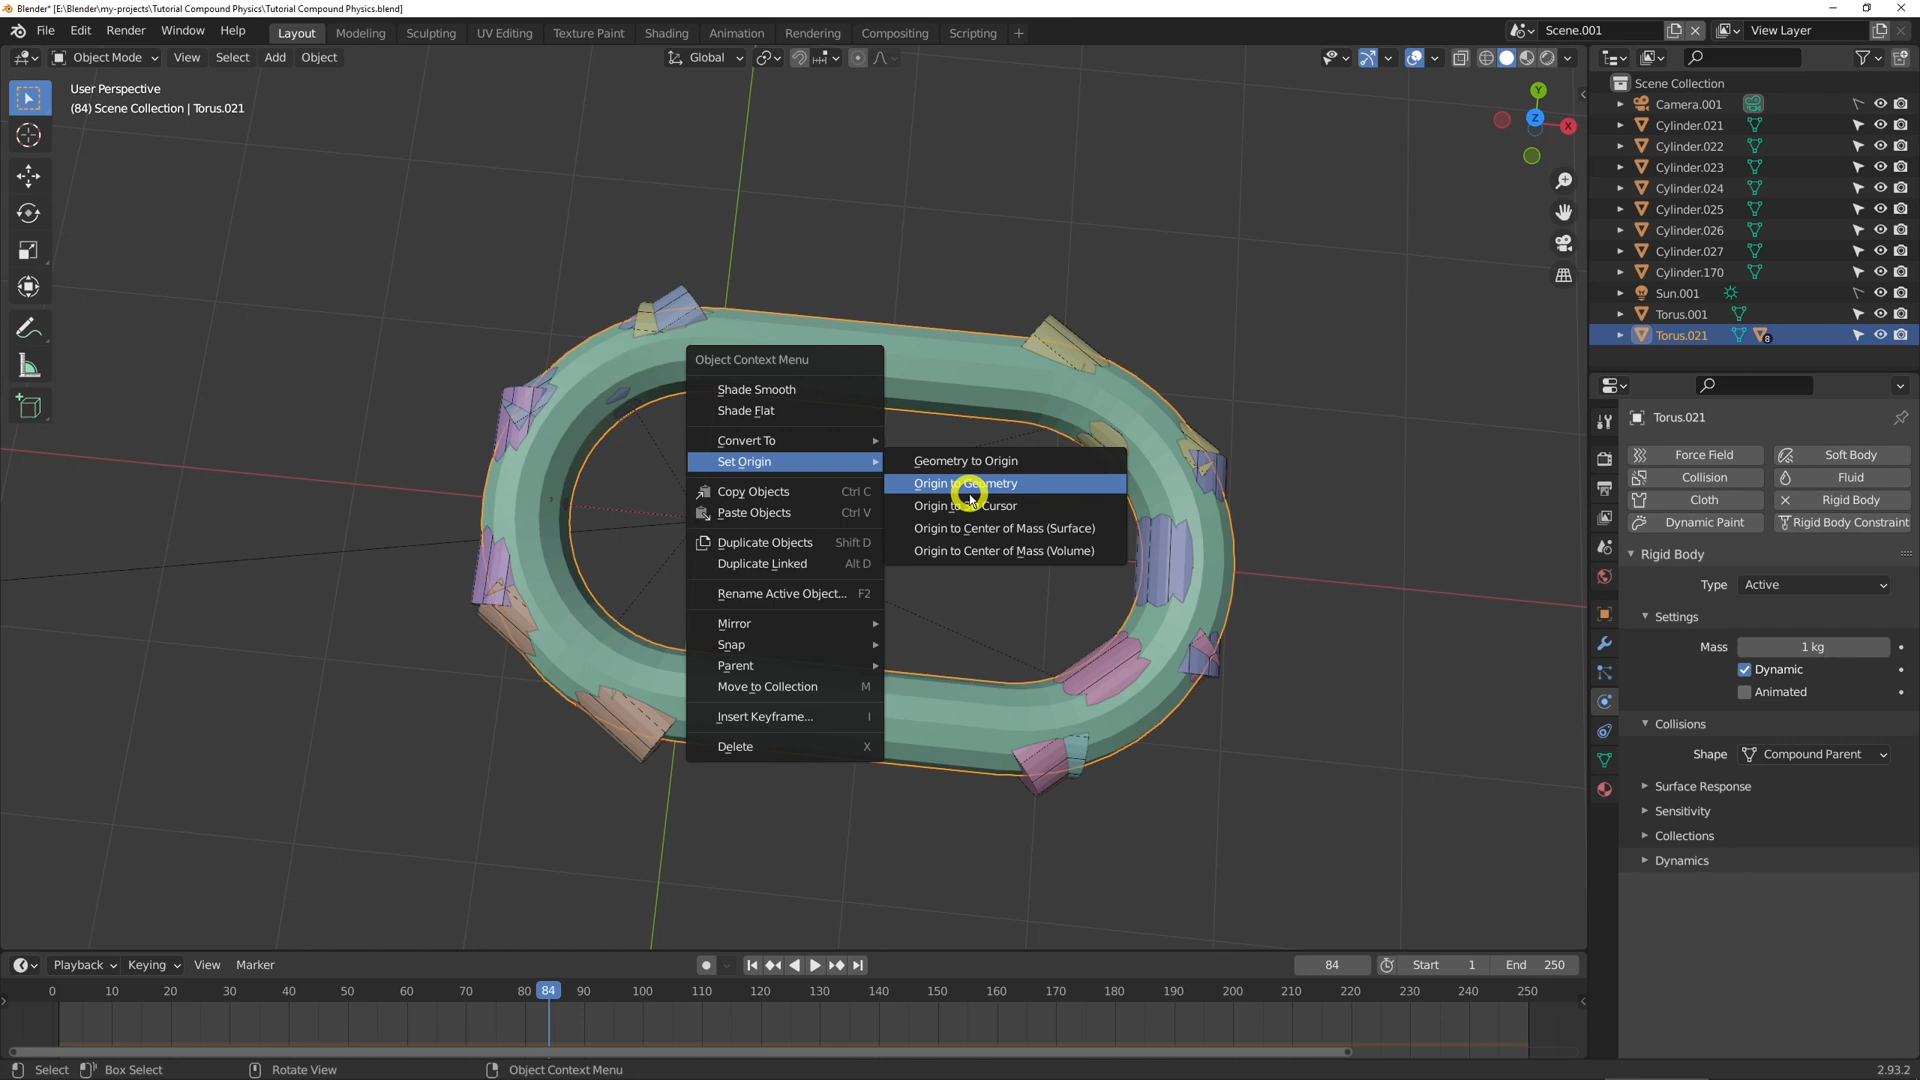 Blender* [E:\Blender\my-projects\Tutorial Compound Physics\Tutorial Compound Physics.blend]
File Edit Render Window Help Layout Modeling Sculpting UV Editing Texture Paint Shading Animation Rendering Compositing Scripting + Scene.001 View Layer
Object Mode View Select Add Object Global
User Perspective
(84) Scene Collection | Torus.021
Y
Z
X
Scene Collection
Camera.001
Cylinder.021
Cylinder.022
Cylinder.023
Cylinder.024
Cylinder.025
Cylinder.026
Cylinder.027
Cylinder.170
Sun.001
Torus.001
Torus.021 8
Object Context Menu
Shade Smooth
Shade Flat
Convert To
Set Origin
Copy Objects Ctrl C
Paste Objects Ctrl V
Duplicate Objects Shift D
Duplicate Linked Alt D
Rename Active Object... F2
Mirror
Snap
Parent
Move to Collection M
Insert Keyframe... I
Delete X
Geometry to Origin
Origin to Geometry
Origin to Cursor
Origin to Center of Mass (Surface)
Origin to Center of Mass (Volume)
Torus.021
Force Field Soft Body
Collision Fluid
Cloth Rigid Body
Dynamic Paint Rigid Body Constraint
Rigid Body
Type Active
Settings
Mass 1 kg
Dynamic
Animated
Collisions
Shape Compound Parent
Surface Response
Sensitivity
Collections
Dynamics
Playback Keying View Marker 84 Start 1 End 250
0 10 20 30 40 50 60 70 80 84 90 100 110 120 130 140 150 160 170 180 190 200 210 220 230 240 250
Select Box Select Rotate View Object Context Menu 2.93.2